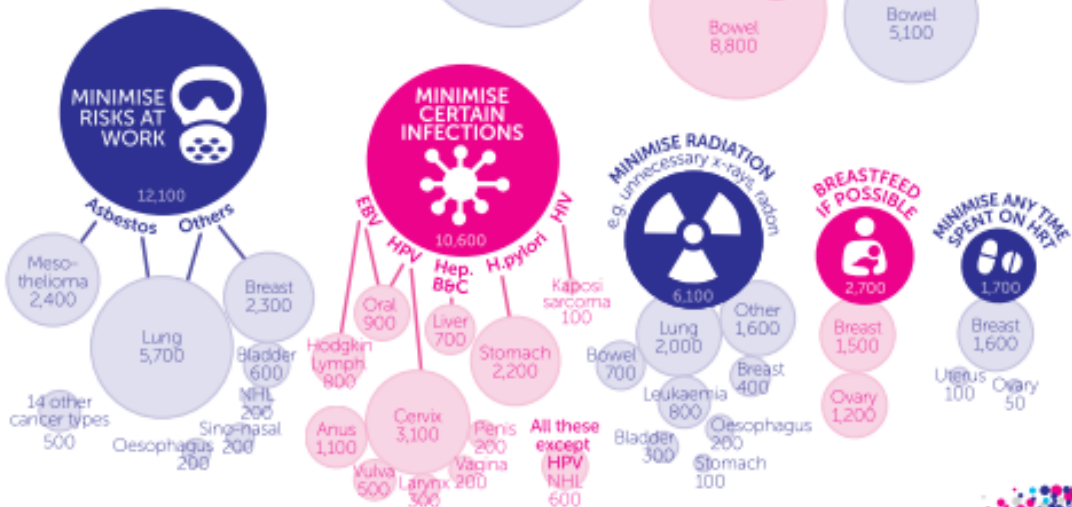 Bowel
8,800
Bowel
5,100
MINIMISE
RISKS AT
WORK
12,100
Asbestos
Others
Meso-
thelioma
2,400
Lung
5,700
Breast
2,300
Bladder
600
NHL
200
Sino-nasal
200
Oesophagus
200
14 other
cancer types
500
MINIMISE
CERTAIN
INFECTIONS
10,600
EBV
HPV
Hep.
B&C
H.pylori
HIV
Oral
900
Hodgkin
Lymph.
800
Liver
700
Stomach
2,200
Kaposi
sarcoma
100
Anus
1,100
Cervix
3,100
Penis
200
Vagina
200
Vulva
500
Larynx
300
All these
except
HPV
NHL
600
MINIMISE RADIATION
e.g. unnecessary x-rays, radon
6,100
Lung
2,000
Other
1,600
Bowel
700
Breast
400
Leukaemia
800
Oesophagus
200
Bladder
300
Stomach
100
BREASTFEED
IF POSSIBLE
2,700
Breast
1,500
Ovary
1,200
MINIMISE ANY TIME
SPENT ON HRT
1,700
Breast
1,600
Uterus
100
Ovary
50